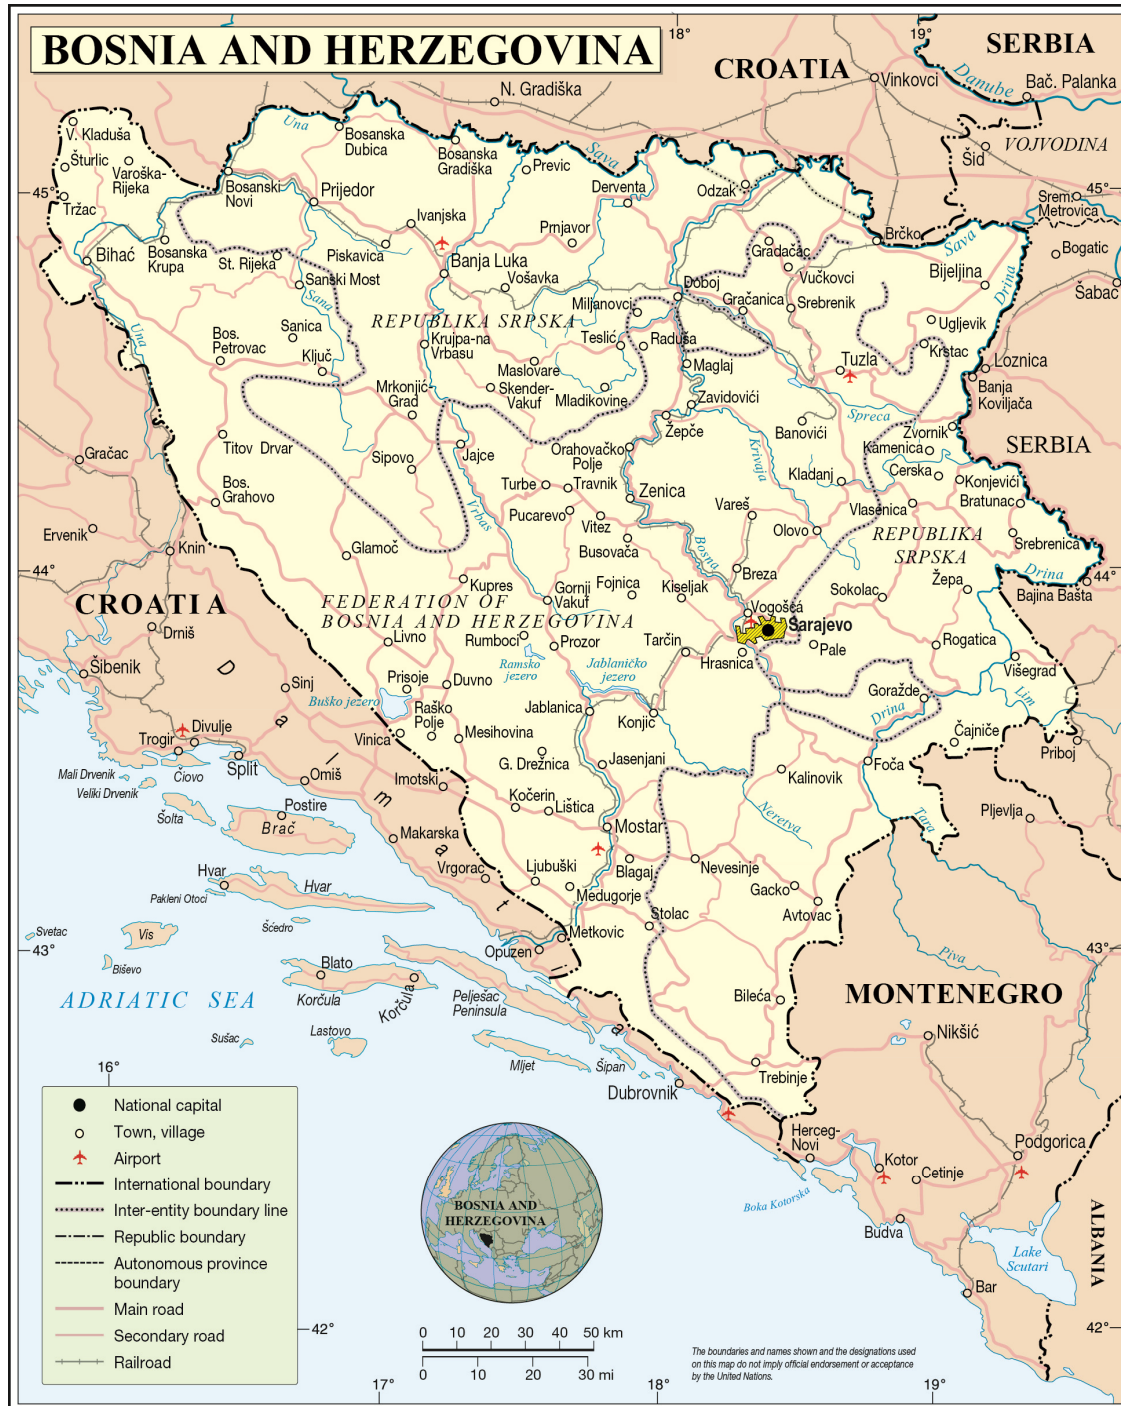 BOSNIA AND HERZEGOVINA
18°
19°
SERBIA
CROATIA
Danube
Vinkovci
Bač. Palanka
N. Gradiška
V. Kladuša
Una
Bosanska
Dubica
Bosanska
Gradiška
Previc
Sava
VOJVODINA
Šid
Šturlic
Varoška-
Rijeka
Tržac
Bosanski
Novi
Prijedor
Derventa
Odzak
45°
45°
Srem.
Metrovica
Ivanjska
Prnjavor
Gradačac
Brčko
Sava
Bogatic
Bihać
Bosanska
Krupa
St. Rijeka
Piskavica
Banja Luka
Vučkovci
Bijeljina
Drina
Sanski Most
Vošavka
Doboj
Šabac
Sana
Miljanovci
Gračanica
Srebrenik
Una
REPUBLIKA SRPSKA
Ugljevik
Bos.
Petrovac
Sanica
Krujpa-na
Vrbasu
Teslić
Raduša
Krstac
Ključ
Maslovare
Maglaj
Tuzla
Loznica
Mrkonjić-
Grad
Skender-
Vakuf
Mladikovine
Zavidovići
Banja
Koviljača
Žepče
Spreca
Banovići
Zvornik
Titov Drvar
Jajce
Orahovačko
Polje
Krivaja
Kamenica
SERBIA
Gračac
Sipovo
Kladanj
Cerska
Konjevići
Bos.
Grahovo
Turbe
Travnik
Zenica
Bratunac
Vrbas
Pucarevo
Vitez
Vareš
Vlasenica
Ervenik
Busovača
Olovo
REPUBLIKA
SRPSKA
Srebrenica
Knin
Glamoč
Bosna
44°
44°
Kupres
Gornji
Vakuf
Fojnica
Kiseljak
Breza
Sokolac
Žepa
Drina
Bajina Bašta
CROATIA
FEDERATION OF
BOSNIA AND HERZEGOVINA
Vogošća
Sarajevo
Drniš
Livno
Rumboci
Prozor
Tarčin
Hrasnica
Pale
Rogatica
Šibenik
Ramsko
jezero
Jablaničko
jezero
Višegrad
Dalmatia
Sinj
Prisoje
Duvno
Goražde
Lim
Buško jezero
Raško
Polje
Jablanica
Konjic
Drina
Divulje
Trogir
Vinica
Mesihovina
Čajniče
Priboj
Mali Drvenik
Čiovo
Split
Omiš
Imotski
G. Drežnica
Jasenjani
Kalinovik
Foča
Veliki Drvenik
Šolta
Postire
Brač
Kočerin
Lištica
Neretva
Tara
Pljevlja
Makarska
Mostar
Hvar
Vrgorac
Ljubuški
Blagaj
Nevesinje
Pakleni Otoci
Hvar
Medugorje
Gacko
Avtovac
Svetac
Vis
Šćedro
Stolac
Metkovic
43°
43°
Opuzen
Piva
Biševo
Blato
ADRIATIC SEA
Korčula
Korčula
Pelješac
Peninsula
Bileća
MONTENEGRO
Sušac
Lastovo
Mljet
Šipan
Nikšić
Trebinje
16°
Dubrovnik
National capital
Town, village
Airport
International boundary
Inter-entity boundary line
Republic boundary
Autonomous province
boundary
Main road
Secondary road
Railroad
Herceg-
Novi
Podgorica
Kotor
Cetinje
Boka Kotorska
Budva
ALBANIA
Lake
Scutari
Bar
BOSNIA AND
HERZEGOVINA
42°
42°
0 10 20 30 40 50 km
0 10 20 30 mi
The boundaries and names shown and the designations used
on this map do not imply official endorsement or acceptance
by the United Nations.
17°
18°
19°